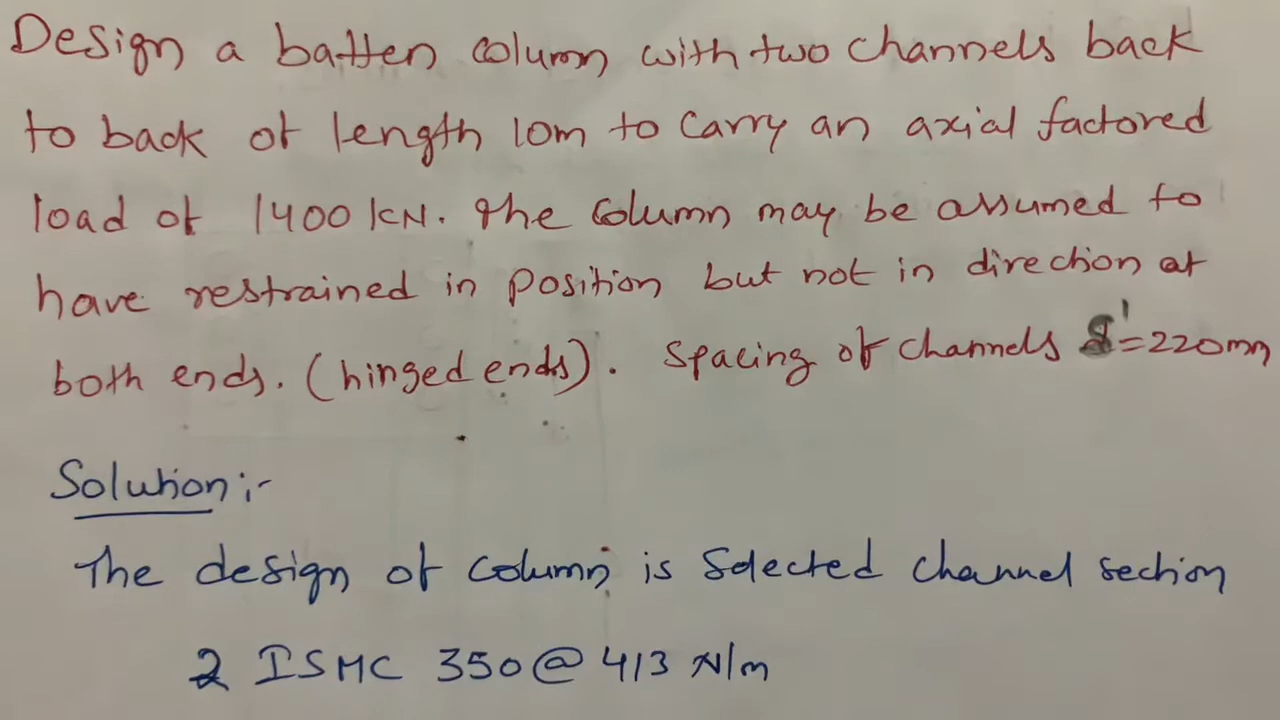 Design a batten column with two channels back
to back of length 10m to carry an axial factored
load of 1400 kN. The column may be assumed to
have restrained in position but not in direction at
both ends. (hinged ends). Spacing of channels S'=220mm
Solution:-
The design of column is Selected channel section
2 ISMC 350 @ 413 N/m